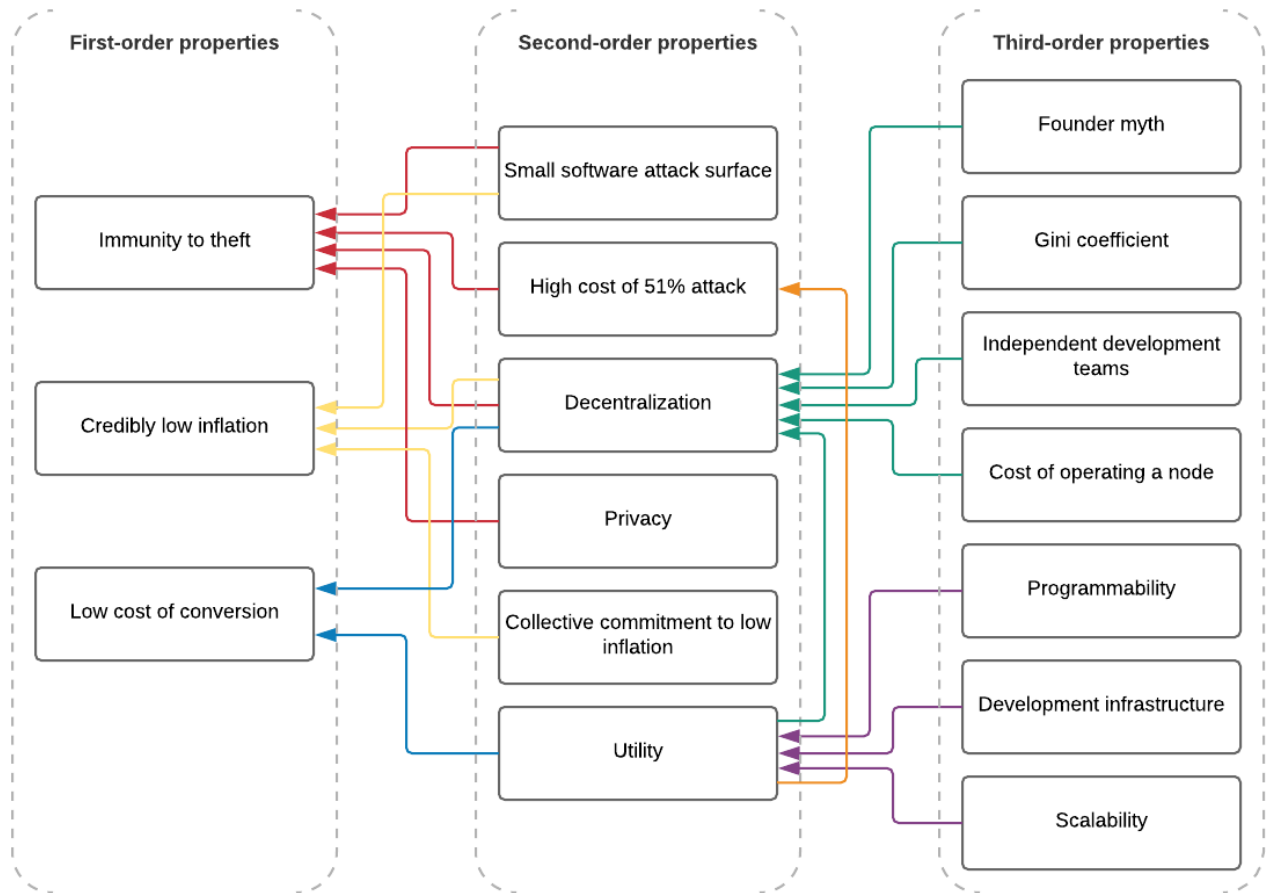 First-order properties
Second-order properties
Third-order properties
Immunity to theft
Credibly low inflation
Low cost of conversion
Small software attack surface
High cost of 51% attack
Decentralization
Privacy
Collective commitment to low
inflation
Utility
Founder myth
Gini coefficient
Independent development
teams
Cost of operating a node
Programmability
Development infrastructure
Scalability